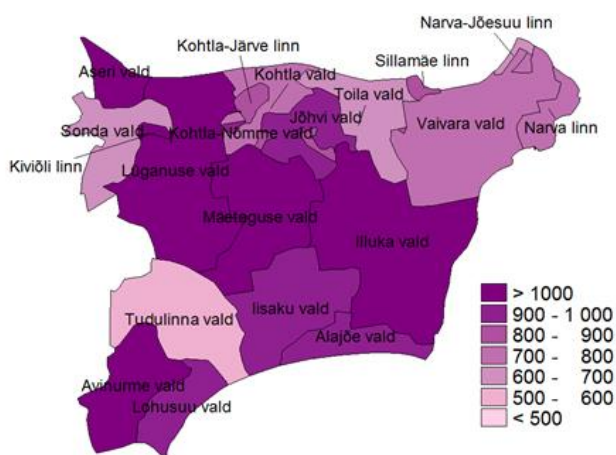 Narva-Jõesuu linn
Kohtla-Järve linn
Sillamäe linn
Aseri vald
Kohtla vald
Toila vald
Jõhvi vald
Sonda vald
Kohtla-Nõmme vald
Vaivara vald
Narva linn
Kiviõli linn
Lüganuse vald
Mäetaguse vald
Illuka vald
> 1000
900 - 1 000
Iisaku vald
800 - 900
Tudulinna vald
700 - 800
Alajõe vald
600 - 700
500 - 600
Avinurme vald
Lohusuu vald
< 500